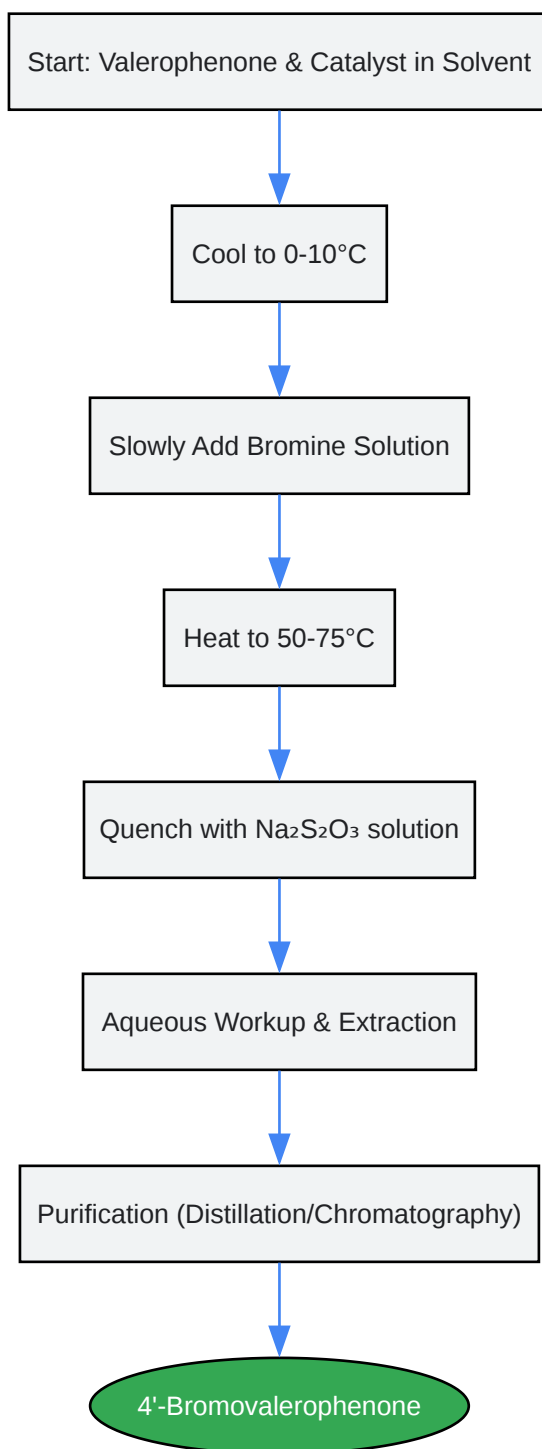 Start: Valerophenone & Catalyst in Solvent
Cool to 0-10°C
Slowly Add Bromine Solution
Heat to 50-75°C
Quench with Na₂S₂O₃ solution
Aqueous Workup & Extraction
Purification (Distillation/Chromatography)
4'-Bromovalerophenone